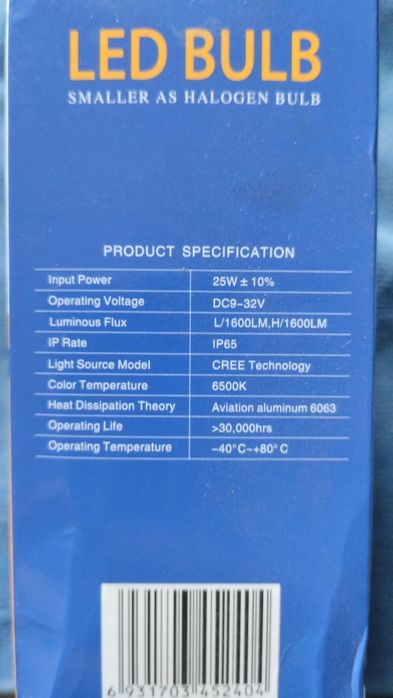 LED BULB
SMALLER AS HALOGEN BULB
PRODUCT SPECIFICATION
Input Power 25W ± 10%
Operating Voltage DC9-32V
Luminous Flux L/1600LM,H/1600LM
IP Rate IP65
Light Source Model CREE Technology
Color Temperature 6500K
Heat Dissipation Theory Aviation aluminum 6063
Operating Life >30,000hrs
Operating Temperature -40°C~+80°C
6 931703 452404